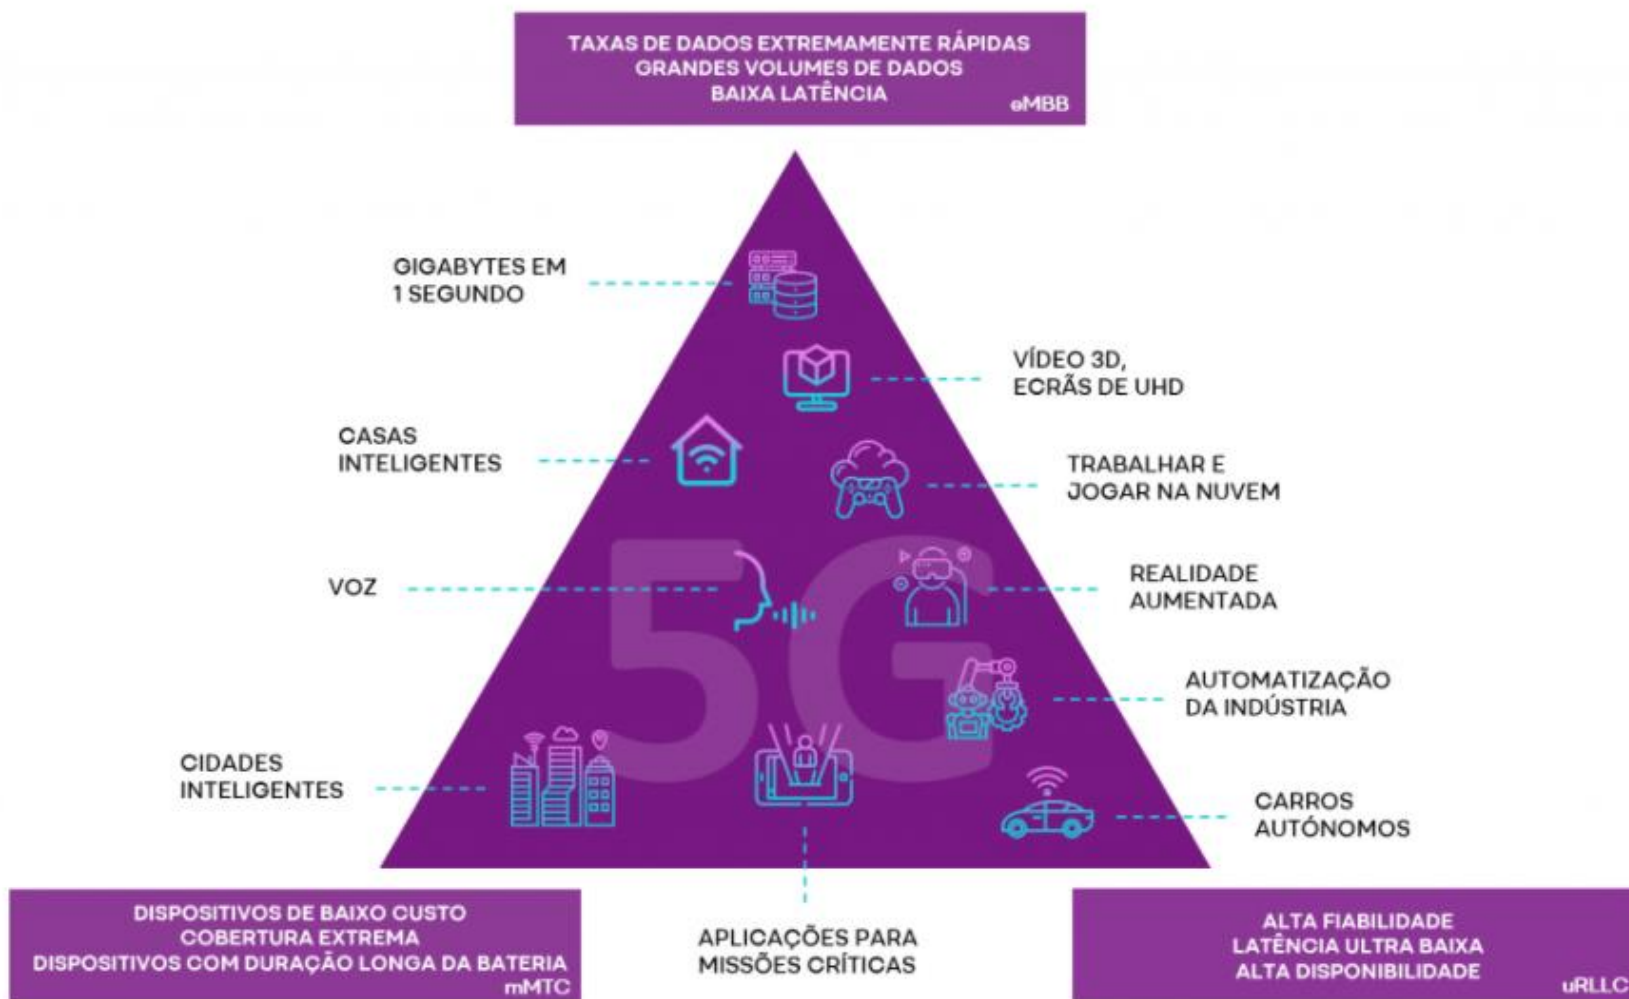 TAXAS DE DADOS EXTREMAMENTE RÁPIDAS
GRANDES VOLUMES DE DADOS
BAIXA LATÊNCIA
eMBB
GIGABYTES EM
1 SEGUNDO
VÍDEO 3D,
ECRÃS DE UHD
CASAS
INTELIGENTES
TRABALHAR E
JOGAR NA NUVEM
5G
VOZ
REALIDADE
AUMENTADA
AUTOMATIZAÇÃO
DA INDÚSTRIA
CIDADES
INTELIGENTES
CARROS
AUTÓNOMOS
DISPOSITIVOS DE BAIXO CUSTO
COBERTURA EXTREMA
DISPOSITIVOS COM DURAÇÃO LONGA DA BATERIA
mMTC
APLICAÇÕES PARA
MISSÕES CRÍTICAS
ALTA FIABILIDADE
LATÊNCIA ULTRA BAIXA
ALTA DISPONIBILIDADE
uRLLC